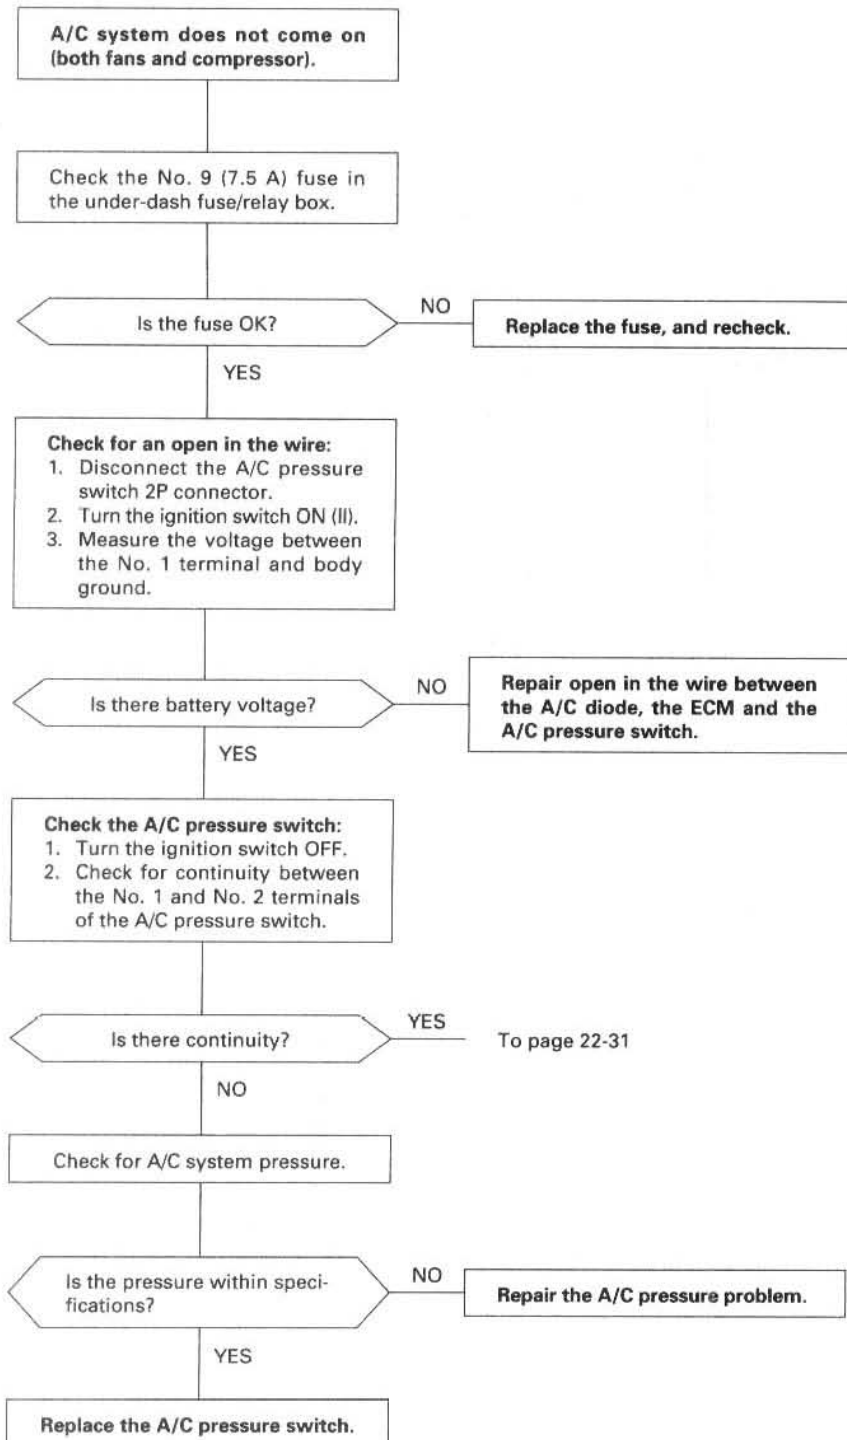 A/C system does not come on
(both fans and compressor).
Check the No. 9 (7.5 A) fuse in
the under-dash fuse/relay box.
Is the fuse OK?
NO
Replace the fuse, and recheck.
YES
Check for an open in the wire:
1. Disconnect the A/C pressure
switch 2P connector.
2. Turn the ignition switch ON (II).
3. Measure the voltage between
the No. 1 terminal and body
ground.
Is there battery voltage?
NO
Repair open in the wire between
the A/C diode, the ECM and the
A/C pressure switch.
YES
Check the A/C pressure switch:
1. Turn the ignition switch OFF.
2. Check for continuity between
the No. 1 and No. 2 terminals
of the A/C pressure switch.
Is there continuity?
YES
To page 22-31
NO
Check for A/C system pressure.
Is the pressure within speci-
fications?
NO
Repair the A/C pressure problem.
YES
Replace the A/C pressure switch.